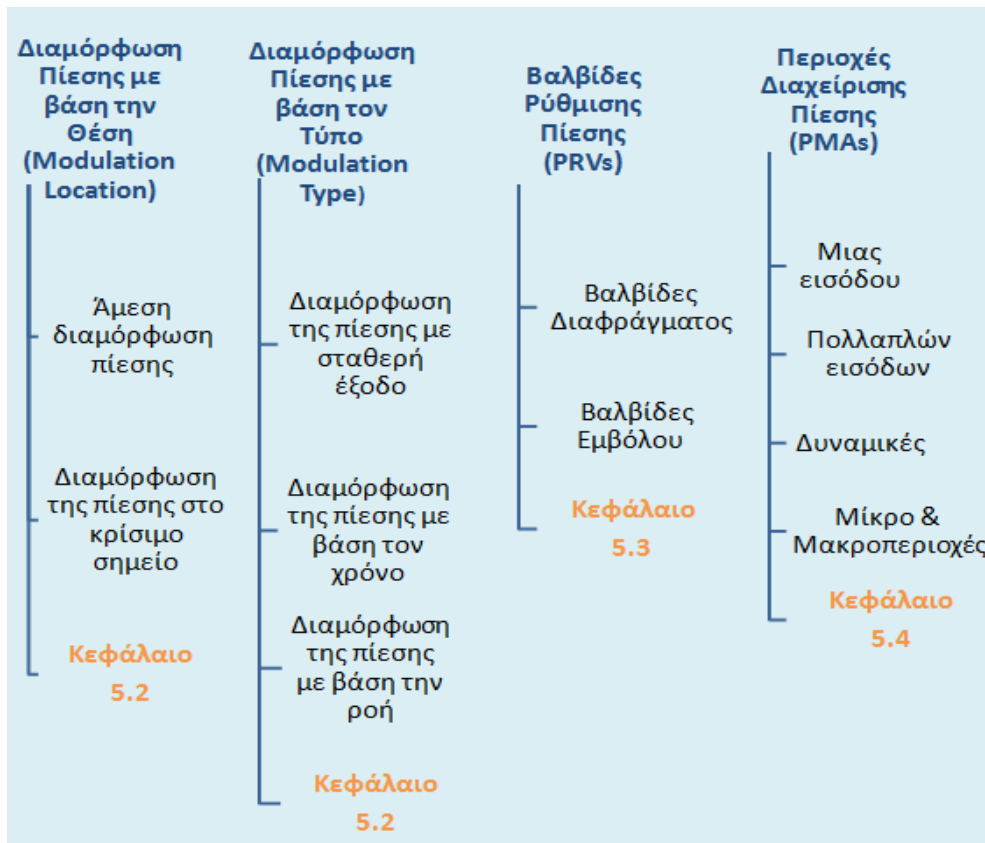 Διαμόρφωση
Πίεσης με
βάση την
Θέση
(Modulation
Location)
Άμεση
διαμόρφωση
πίεσης
Διαμόρφωση
της πίεσης στο
κρίσιμο
σημείο
Κεφάλαιο
5.2
Διαμόρφωση
Πίεσης με
βάση τον
Τύπο
(Modulation
Type)
Διαμόρφωση
της πίεσης με
σταθερή
έξοδο
Διαμόρφωση
της πίεσης με
βάση τον
χρόνο
Διαμόρφωση
της πίεσης
με βάση την
ροή
Κεφάλαιο
5.2
Βαλβίδες
Ρύθμισης
Πίεσης
(PRVs)
Βαλβίδες
Διαφράγματος
Βαλβίδες
Εμβόλου
Κεφάλαιο
5.3
Περιοχές
Διαχείρισης
Πίεσης
(PMAs)
Μιας
εισόδου
Πολλαπλών
εισόδων
Δυναμικές
Μίκρο &
Μακροπεριοχές
Κεφάλαιο
5.4